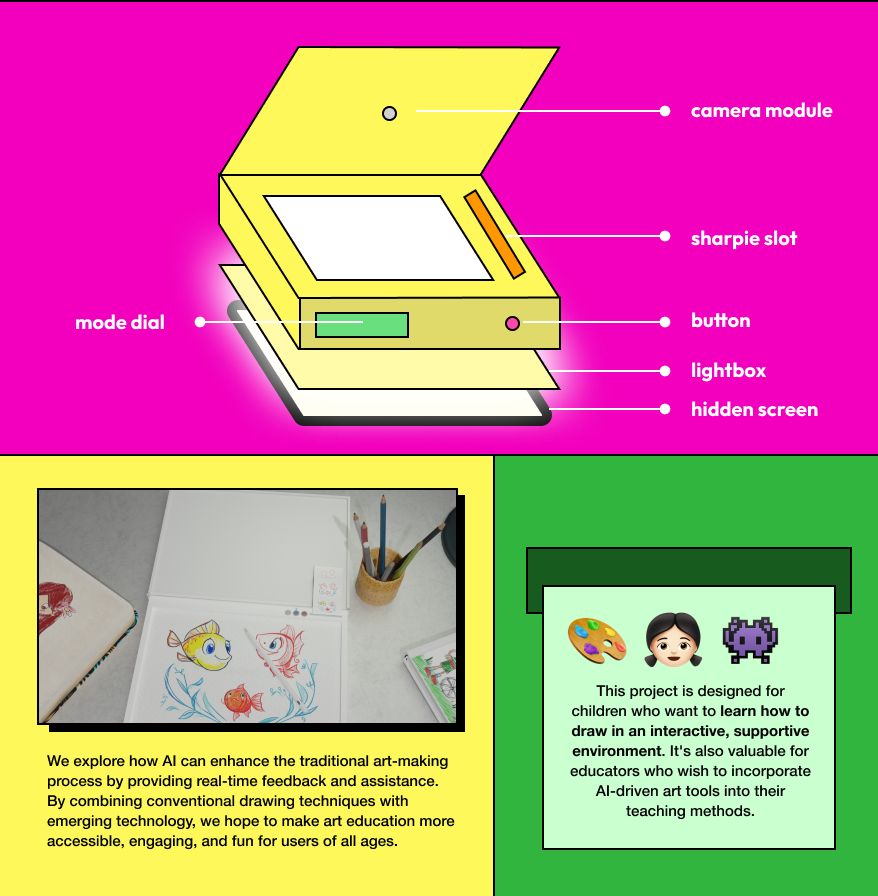 camera module
sharpie slot
mode dial
button
lightbox
hidden screen
We explore how AI can enhance the traditional art-making
process by providing real-time feedback and assistance.
By combining conventional drawing techniques with
emerging technology, we hope to make art education more
accessible, engaging, and fun for users of all ages.
This project is designed for
children who want to learn how to
draw in an interactive, supportive
environment. It's also valuable for
educators who wish to incorporate
AI-driven art tools into their
teaching methods.